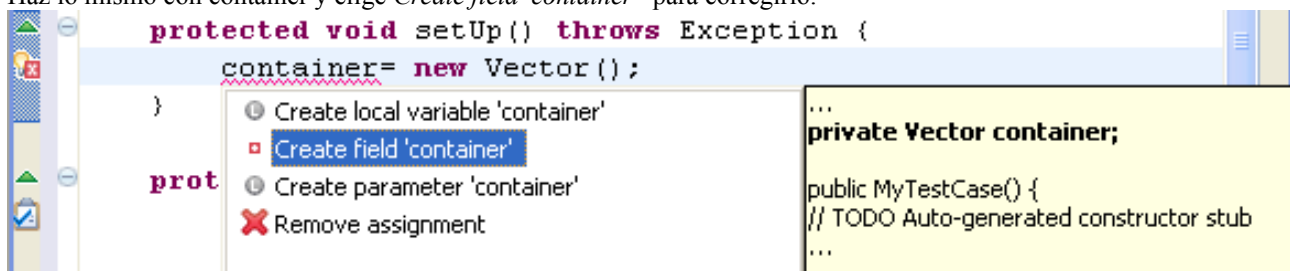 Haz lo mismo con container y elige Create field 'container' para corregirlo.
protected void setUp() throws Exception {
container= new Vector();
}
prot
Create local variable 'container'
Create field 'container'
Create parameter 'container'
Remove assignment
...
private Vector container;
public MyTestCase() {
// TODO Auto-generated constructor stub
...